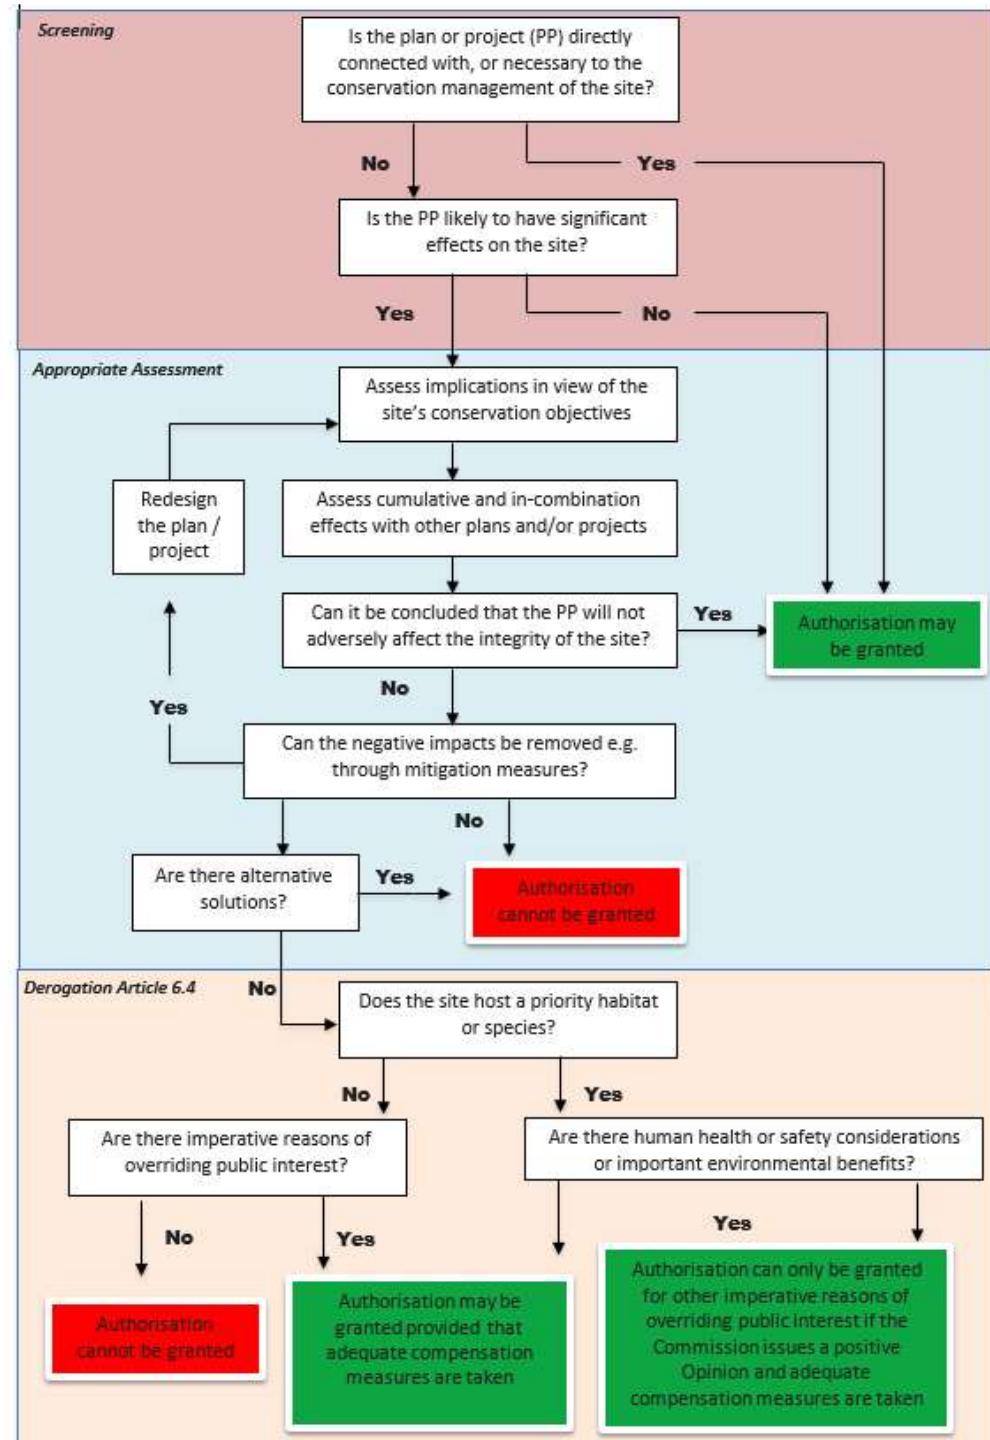 Screening
Is the plan or project (PP) directly
connected with, or necessary to the
conservation management of the site?
No
Yes
Is the PP likely to have significant
effects on the site?
Yes
No
Appropriate Assessment
Assess implications in view of the
site's conservation objectives
Redesign
the plan /
project
Assess cumulative and in-combination
effects with other plans and/or projects
Can it be concluded that the PP will not
adversely affect the integrity of the site?
Yes
Authorisation may
be granted
No
Yes
Can the negative impacts be removed e.g.
through mitigation measures?
No
Are there alternative
solutions?
Yes
Authorisation
cannot be granted
Derogation Article 6.4
No
Does the site host a priority habitat
or species?
No
Yes
Are there imperative reasons of
overriding public interest?
Are there human health or safety considerations
or important environmental benefits?
No
Yes
Yes
Authorisation
cannot be granted
Authorisation may be
granted provided that
adequate compensation
measures are taken
Authorisation can only be granted
for other imperative reasons of
overriding public interest if the
Commission issues a positive
Opinion and adequate
compensation measures are taken